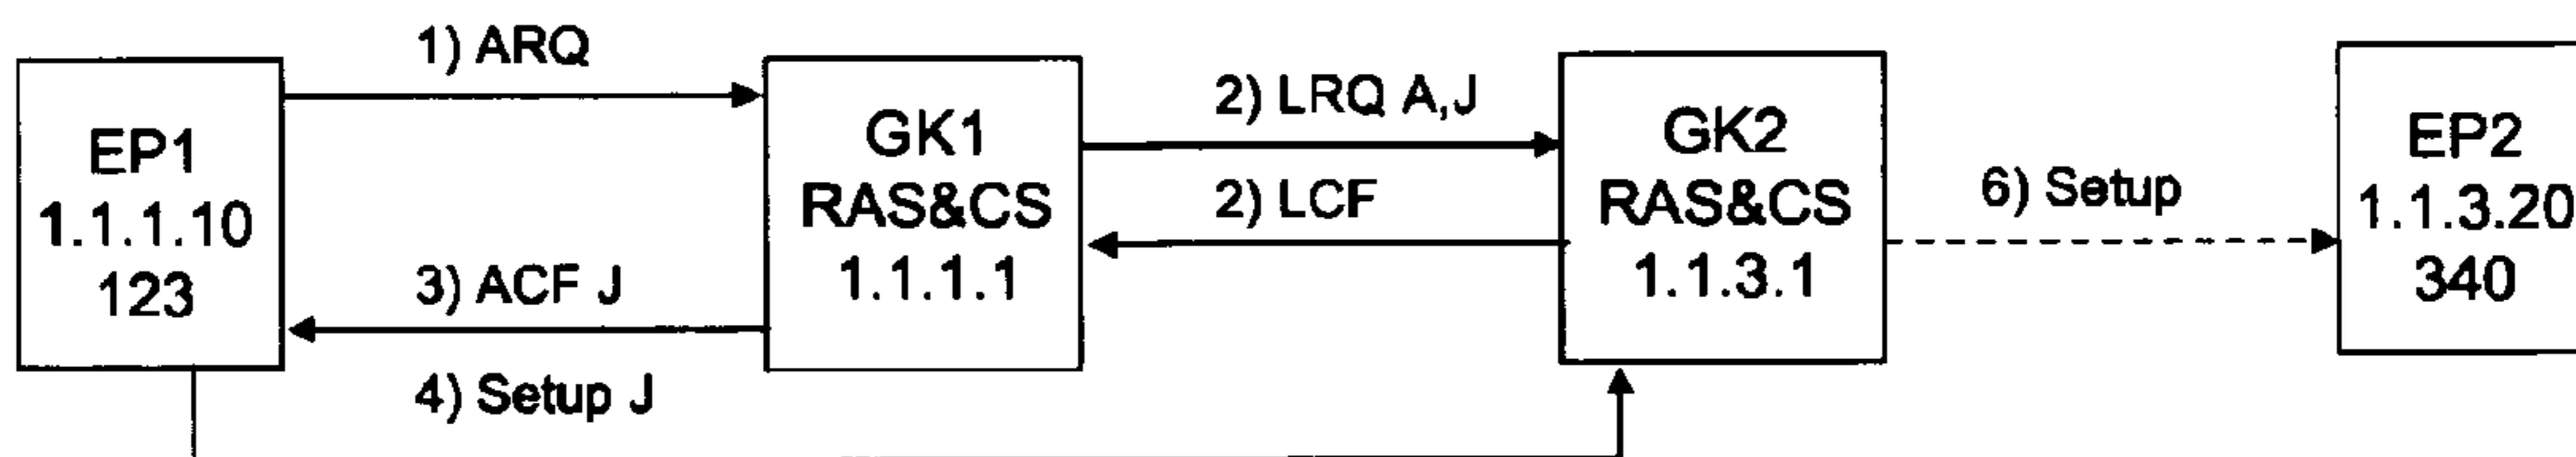 1) ARQ
EP1
1.1.1.10
123
3) ACF J
4) Setup J
GK1
RAS&CS
1.1.1.1
2) LRQ A,J
2) LCF
GK2
RAS&CS
1.1.3.1
6) Setup
EP2
1.1.3.20
340